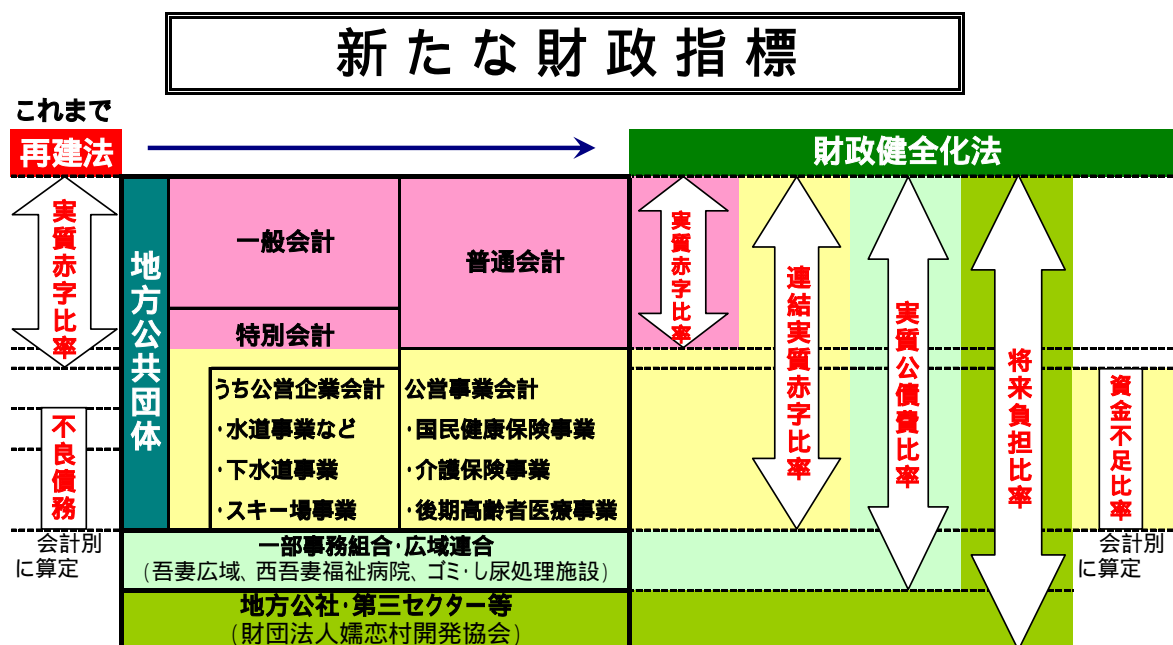 新たな財政指標
これまで
再建法
財政健全化法
実質赤字比率
不良債務
会計別
に算定
地方公共団体
一般会計
特別会計
普通会計
うち公営企業会計
・水道事業など
・下水道事業
・スキー場事業
公営事業会計
・国民健康保険事業
・介護保険事業
・後期高齢者医療事業
一部事務組合・広域連合
(吾妻広域、西吾妻福祉病院、ゴミ・し尿処理施設)
地方公社・第三セクター等
(財団法人嬬恋村開発協会)
実質赤字比率
連結実質赤字比率
実質公債費比率
将来負担比率
資金不足比率
会計別
に算定